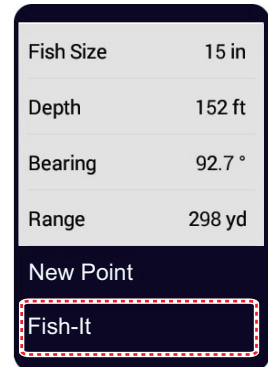 Fish Size 15 in
Depth 152 ft
Bearing 92.7 °
Range 298 yd
New Point
Fish-It